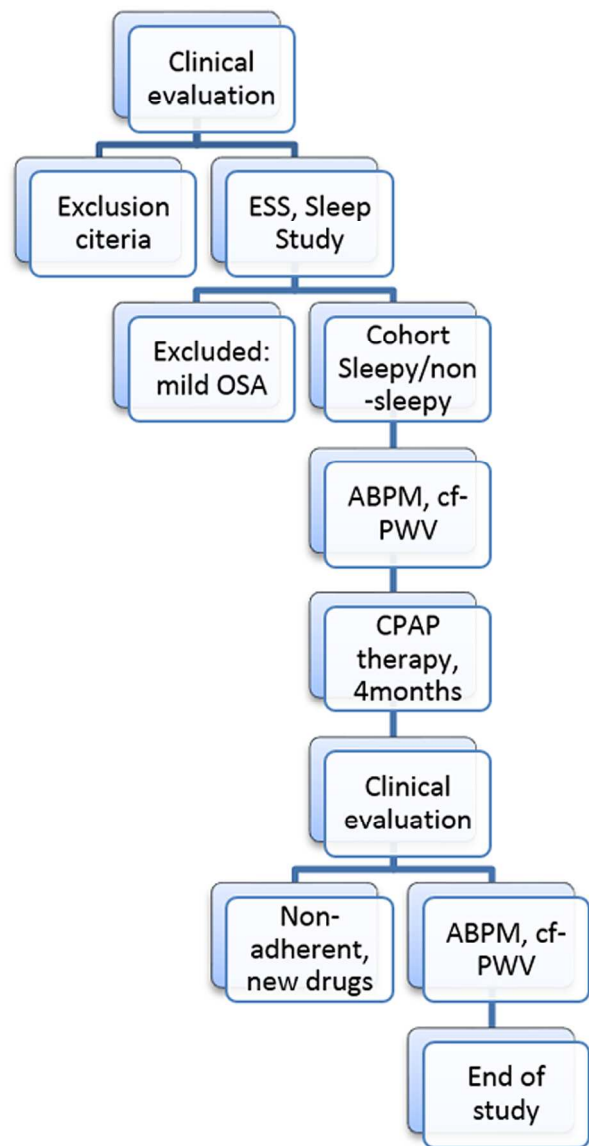 Clinical
evaluation
Exclusion
citeria
ESS, Sleep
Study
Excluded:
mild OSA
Cohort
Sleepy/non
-sleepy
ABPM, cf-
PWV
CPAP
therapy,
4months
Clinical
evaluation
Non-
adherent,
new drugs
ABPM, cf-
PWV
End of
study